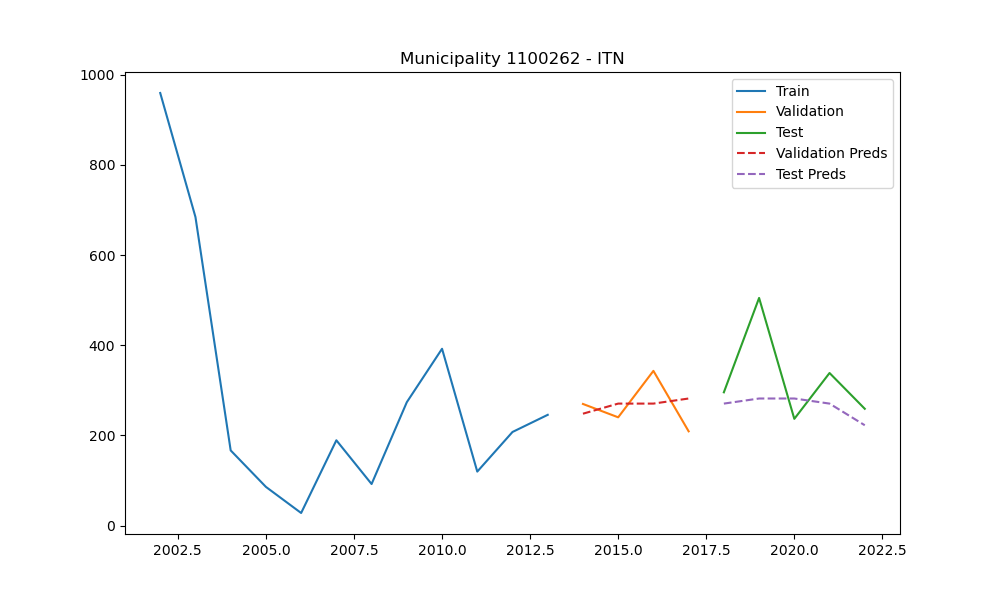 Municipality 1100262 - ITN
1000
800
600
400
200
0
Train
Validation
Test
Validation Preds
Test Preds
2002.5 2005.0 2007.5 2010.0 2012.5 2015.0 2017.5 2020.0 2022.5